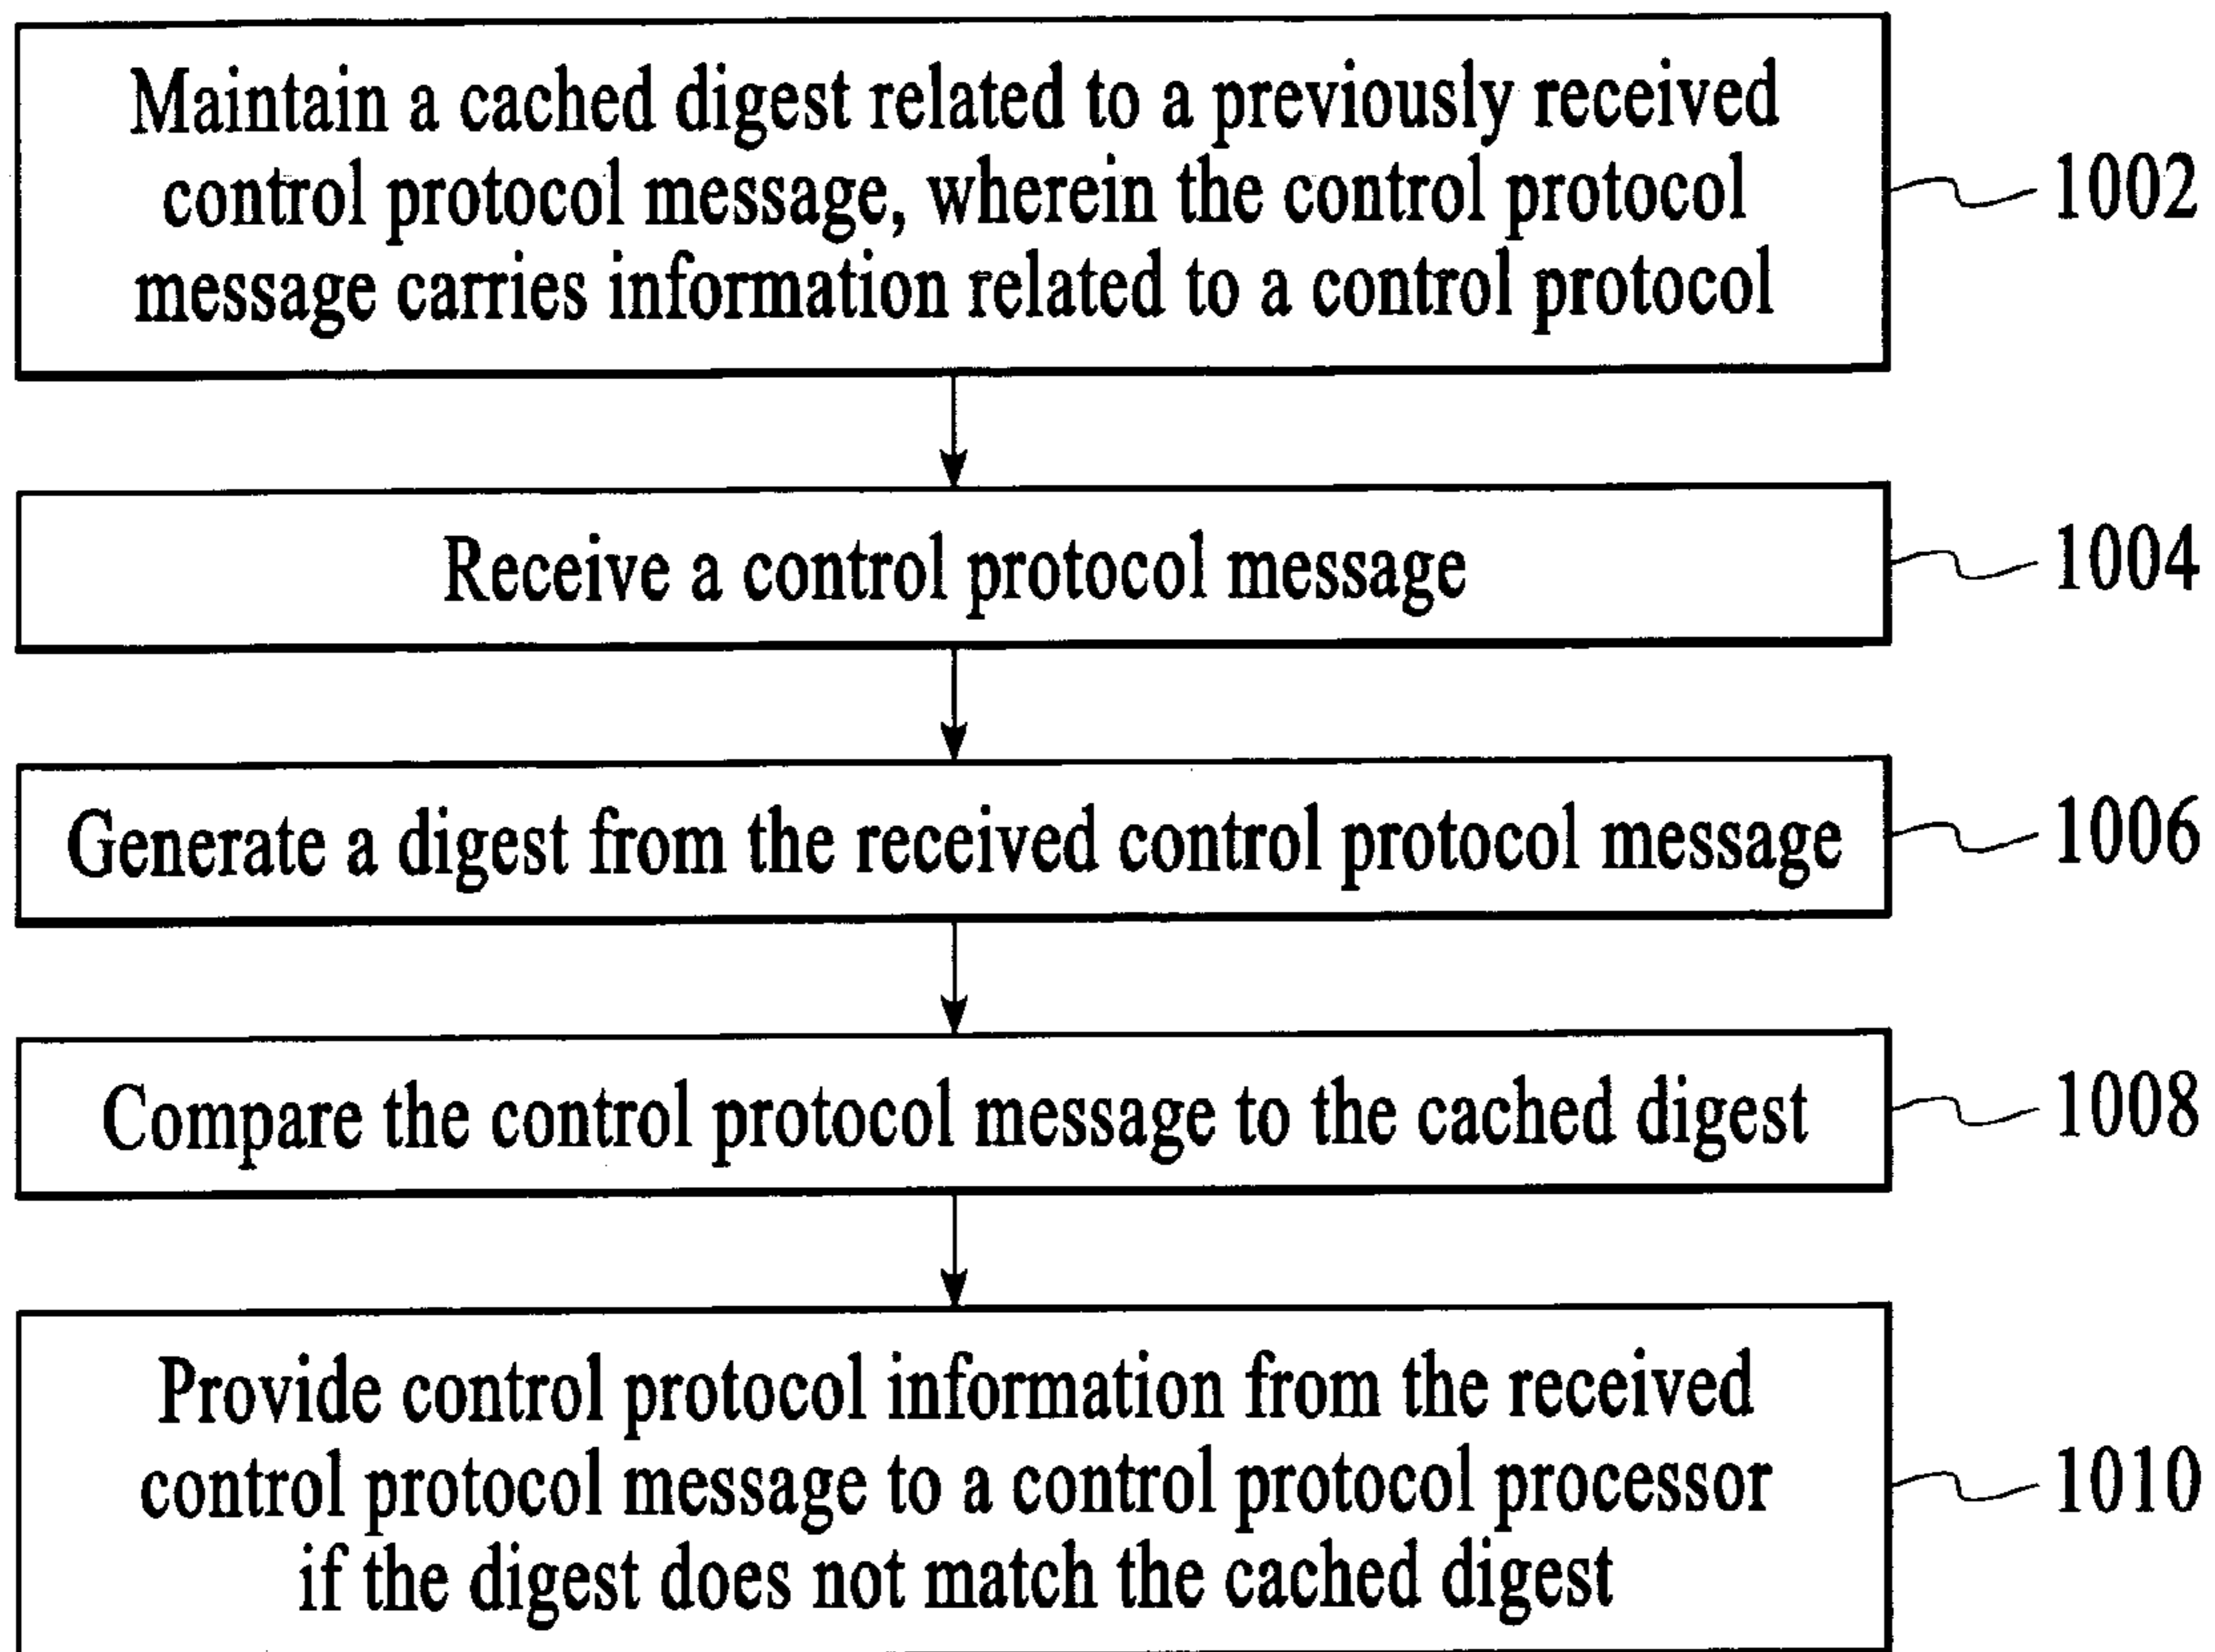 Maintain a cached digest related to a previously received
control protocol message, wherein the control protocol
message carries information related to a control protocol
1002
Receive a control protocol message
1004
Generate a digest from the received control protocol message
1006
Compare the control protocol message to the cached digest
1008
Provide control protocol information from the received
control protocol message to a control protocol processor
if the digest does not match the cached digest
1010